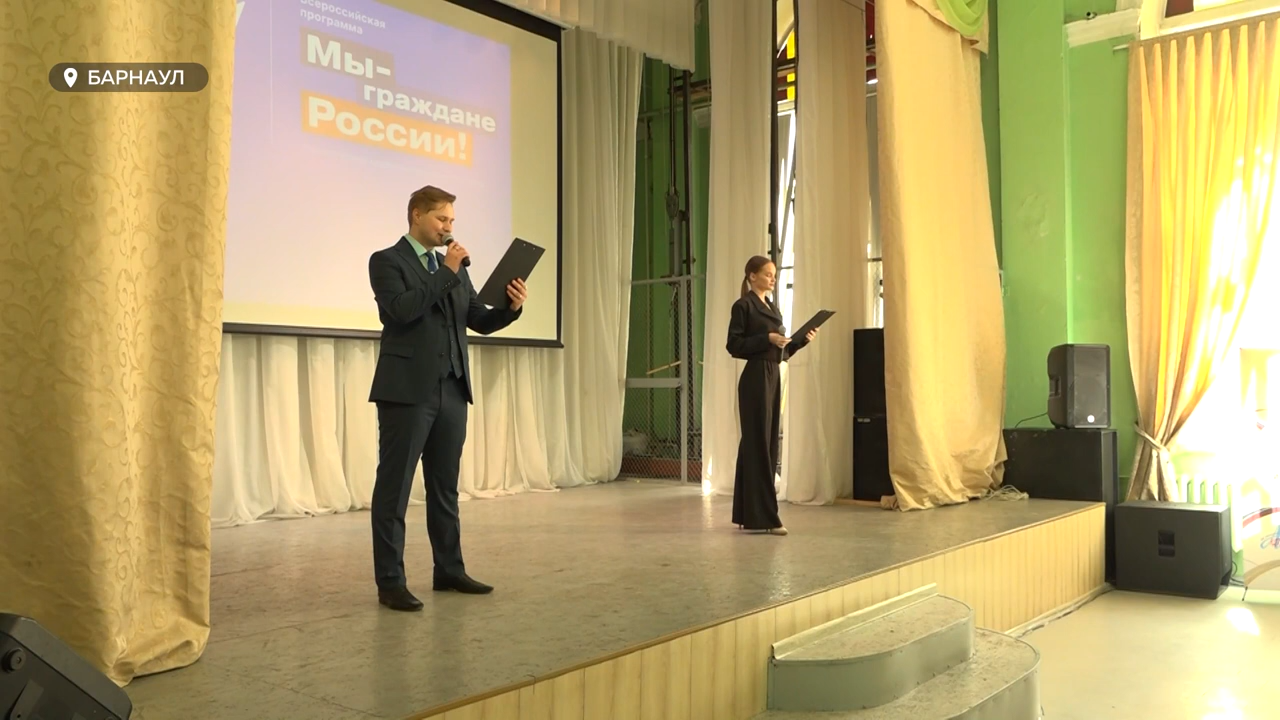 Всероссийская
программа
Мы-
граждане
России!
БАРНАУЛ